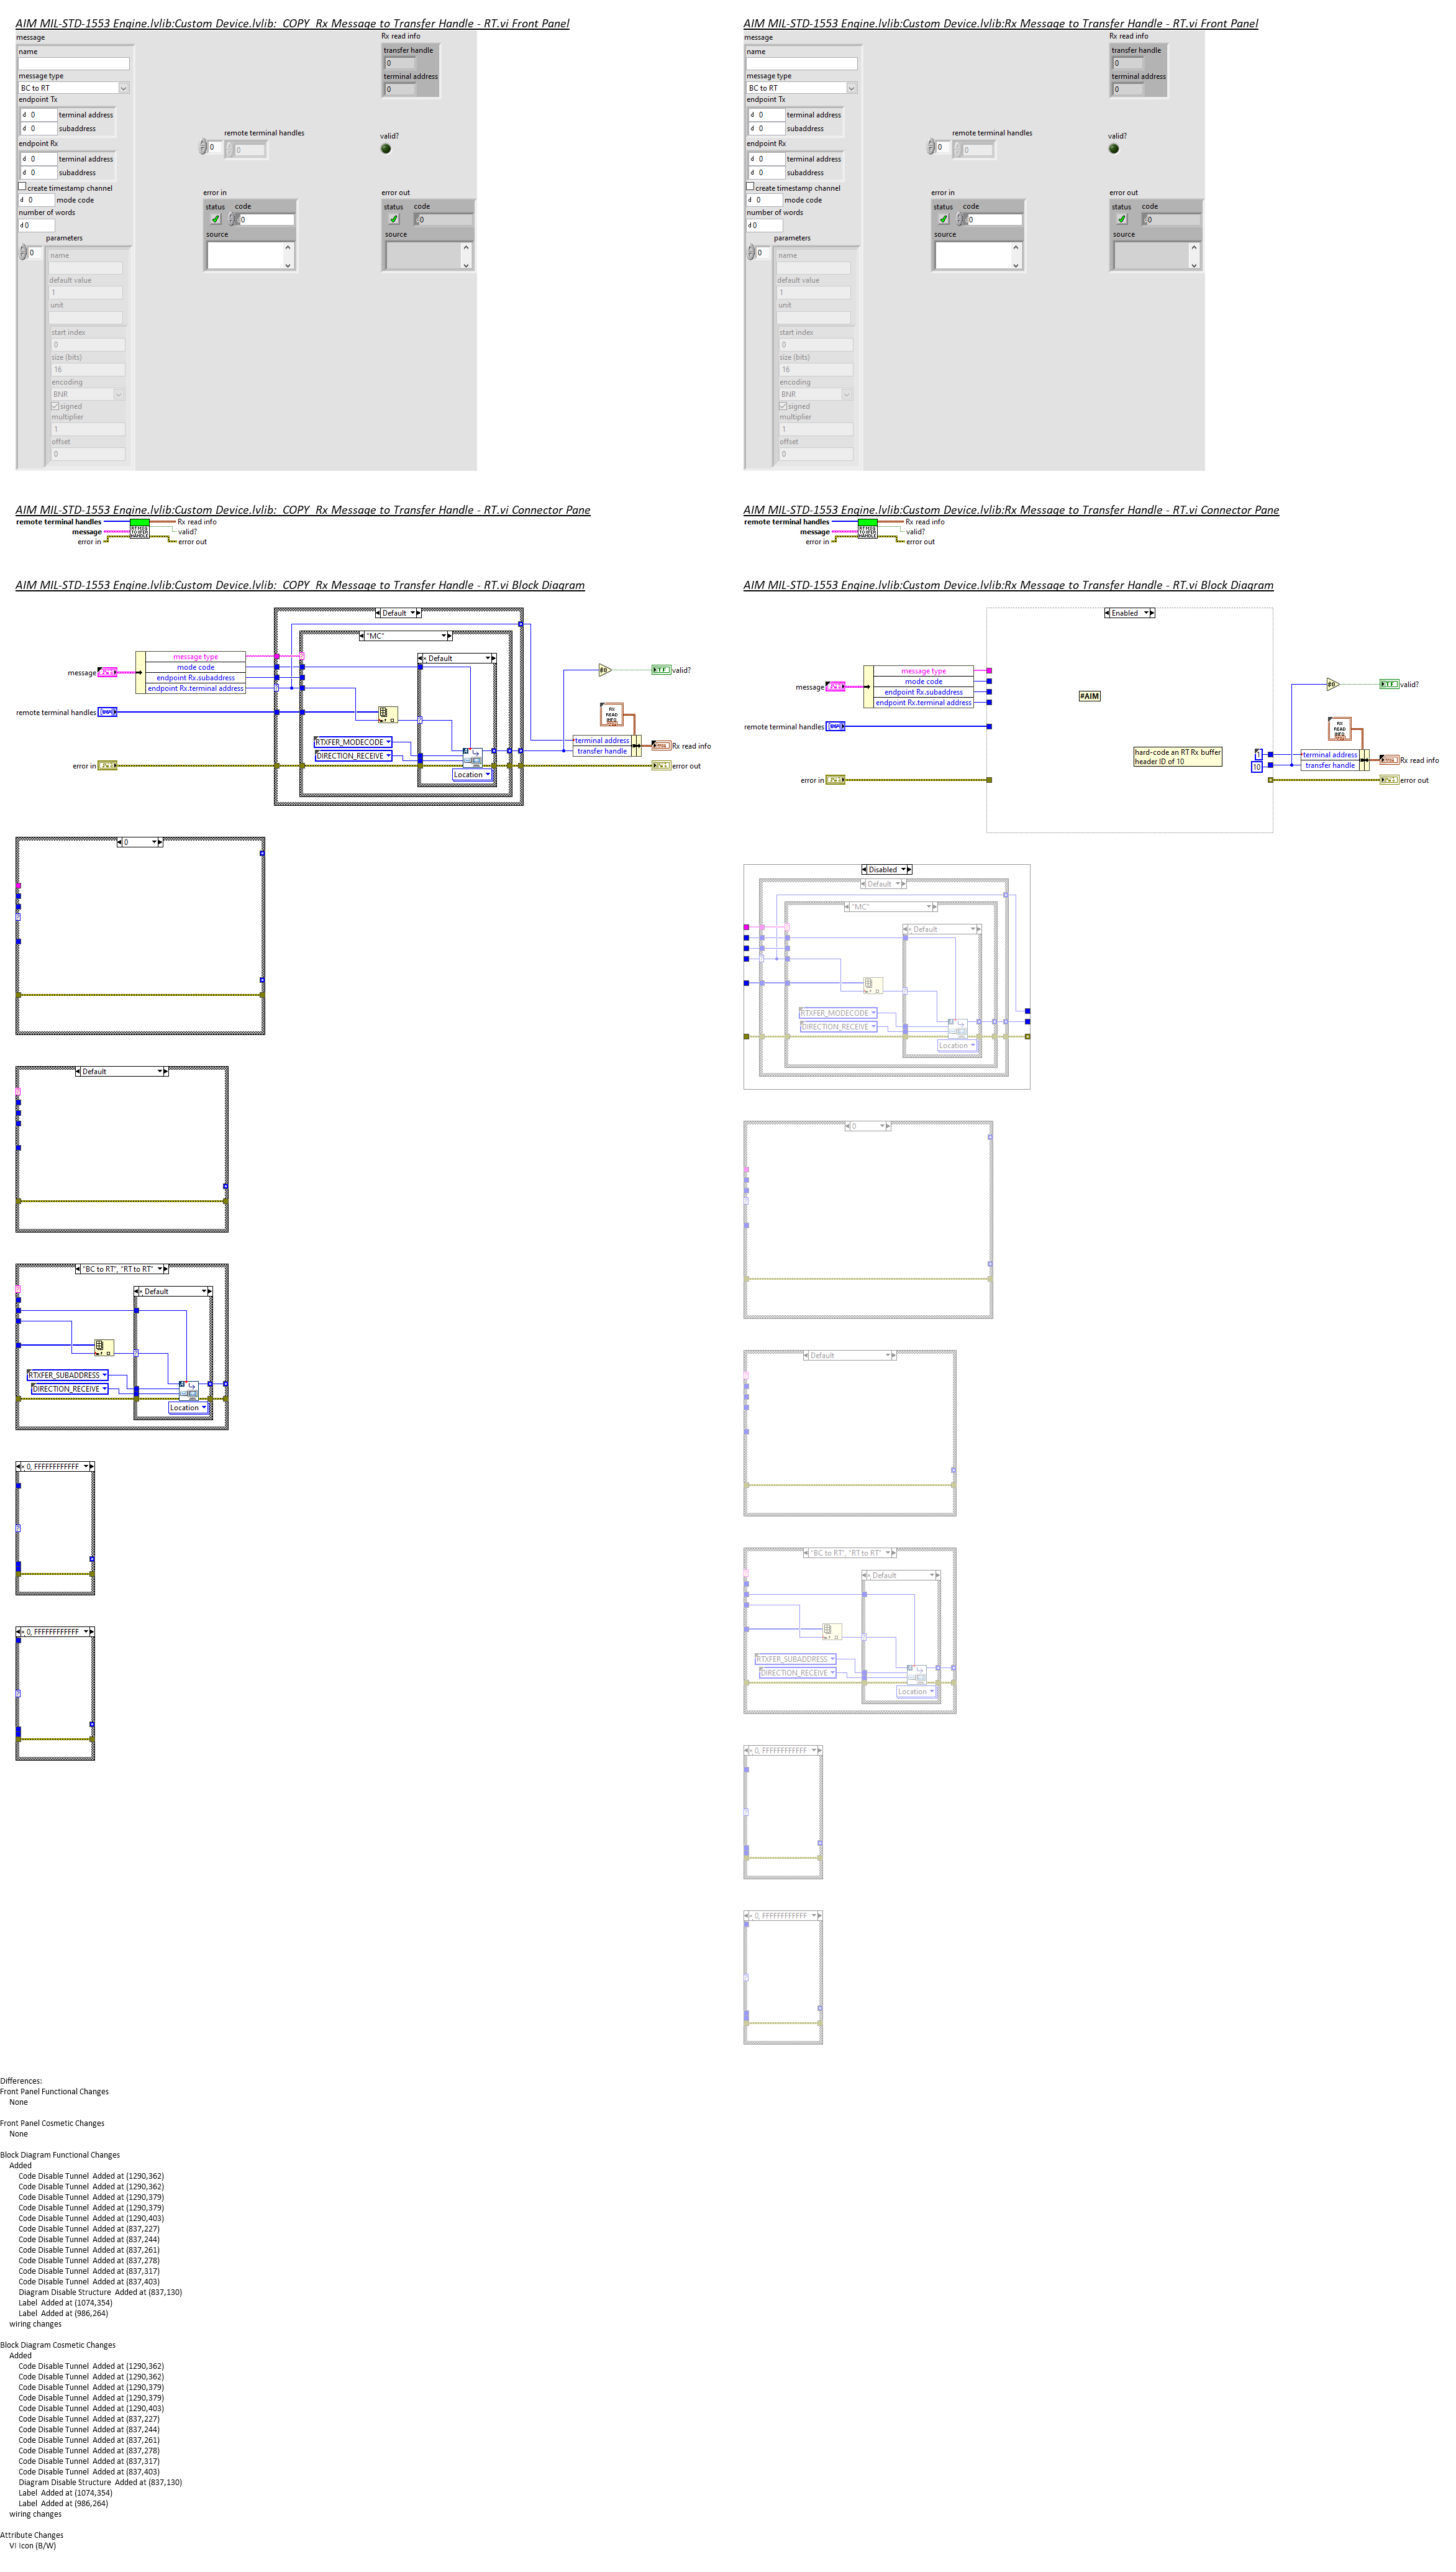 AIM MIL-STD-1553 Engine.lvlib:Custom Device.lvlib:_COPY_Rx Message to Transfer Handle - RT.vi Front Panel
message
name
message type
BC to RT
endpoint Tx
d 0 terminal address
d 0 subaddress
endpoint Rx
d 0 terminal address
d 0 subaddress
create timestamp channel
d 0 mode code
number of words
d 0
parameters
0
name
default value
1
unit
start index
0
size (bits)
16
encoding
BNR
signed
multiplier
1
offset
0
remote terminal handles
0
0
error in
status code
0
source
Rx read info
transfer handle
0
terminal address
0
valid?
error out
status code
0
source
AIM MIL-STD-1553 Engine.lvlib:Custom Device.lvlib:Rx Message to Transfer Handle - RT.vi Front Panel
message
name
message type
BC to RT
endpoint Tx
d 0 terminal address
d 0 subaddress
endpoint Rx
d 0 terminal address
d 0 subaddress
create timestamp channel
d 0 mode code
number of words
d 0
parameters
0
name
default value
1
unit
start index
0
size (bits)
16
encoding
BNR
signed
multiplier
1
offset
0
remote terminal handles
0
0
error in
status code
0
source
Rx read info
transfer handle
0
terminal address
0
valid?
error out
status code
0
source
AIM MIL-STD-1553 Engine.lvlib:Custom Device.lvlib:_COPY_Rx Message to Transfer Handle - RT.vi Connector Pane
remote terminal handles
message
error in
Rx read info
valid?
error out
AIM MIL-STD-1553 Engine.lvlib:Custom Device.lvlib:Rx Message to Transfer Handle - RT.vi Connector Pane
remote terminal handles
message
error in
Rx read info
valid?
error out
AIM MIL-STD-1553 Engine.lvlib:Custom Device.lvlib:_COPY_Rx Message to Transfer Handle - RT.vi Block Diagram
Default
"MC"
Default
message
message type
mode code
endpoint Rx.subaddress
endpoint Rx.terminal address
remote terminal handles
RTXFER_MODECODE
DIRECTION_RECEIVE
Location
error in
valid?
RX READ INFO
terminal address
transfer handle
Rx read info
error out
0
Default
"BC to RT", "RT to RT"
Default
RTXFER_SUBADDRESS
DIRECTION_RECEIVE
Location
×, 0, FFFFFFFFFFFF
×, 0, FFFFFFFFFFFF
AIM MIL-STD-1553 Engine.lvlib:Custom Device.lvlib:Rx Message to Transfer Handle - RT.vi Block Diagram
Enabled
message
message type
mode code
endpoint Rx.subaddress
endpoint Rx.terminal address
remote terminal handles
error in
#AIM
hard-code an RT Rx buffer
header ID of 10
1
10
valid?
RX READ INFO
terminal address
transfer handle
Rx read info
error out
Disabled
Default
"MC"
Default
RTXFER_MODECODE
DIRECTION_RECEIVE
Location
0
Default
"BC to RT", "RT to RT"
Default
RTXFER_SUBADDRESS
DIRECTION_RECEIVE
Location
×, 0, FFFFFFFFFFFF
×, 0, FFFFFFFFFFFF
Differences:
Front Panel Functional Changes
None
Front Panel Cosmetic Changes
None
Block Diagram Functional Changes
Added
Code Disable Tunnel Added at (1290,362)
Code Disable Tunnel Added at (1290,362)
Code Disable Tunnel Added at (1290,379)
Code Disable Tunnel Added at (1290,379)
Code Disable Tunnel Added at (1290,403)
Code Disable Tunnel Added at (837,227)
Code Disable Tunnel Added at (837,244)
Code Disable Tunnel Added at (837,261)
Code Disable Tunnel Added at (837,278)
Code Disable Tunnel Added at (837,317)
Code Disable Tunnel Added at (837,403)
Diagram Disable Structure Added at (837,130)
Label Added at (1074,354)
Label Added at (986,264)
wiring changes
Block Diagram Cosmetic Changes
Added
Code Disable Tunnel Added at (1290,362)
Code Disable Tunnel Added at (1290,362)
Code Disable Tunnel Added at (1290,379)
Code Disable Tunnel Added at (1290,379)
Code Disable Tunnel Added at (1290,403)
Code Disable Tunnel Added at (837,227)
Code Disable Tunnel Added at (837,244)
Code Disable Tunnel Added at (837,261)
Code Disable Tunnel Added at (837,278)
Code Disable Tunnel Added at (837,317)
Code Disable Tunnel Added at (837,403)
Diagram Disable Structure Added at (837,130)
Label Added at (1074,354)
Label Added at (986,264)
wiring changes
Attribute Changes
VI Icon (B/W)